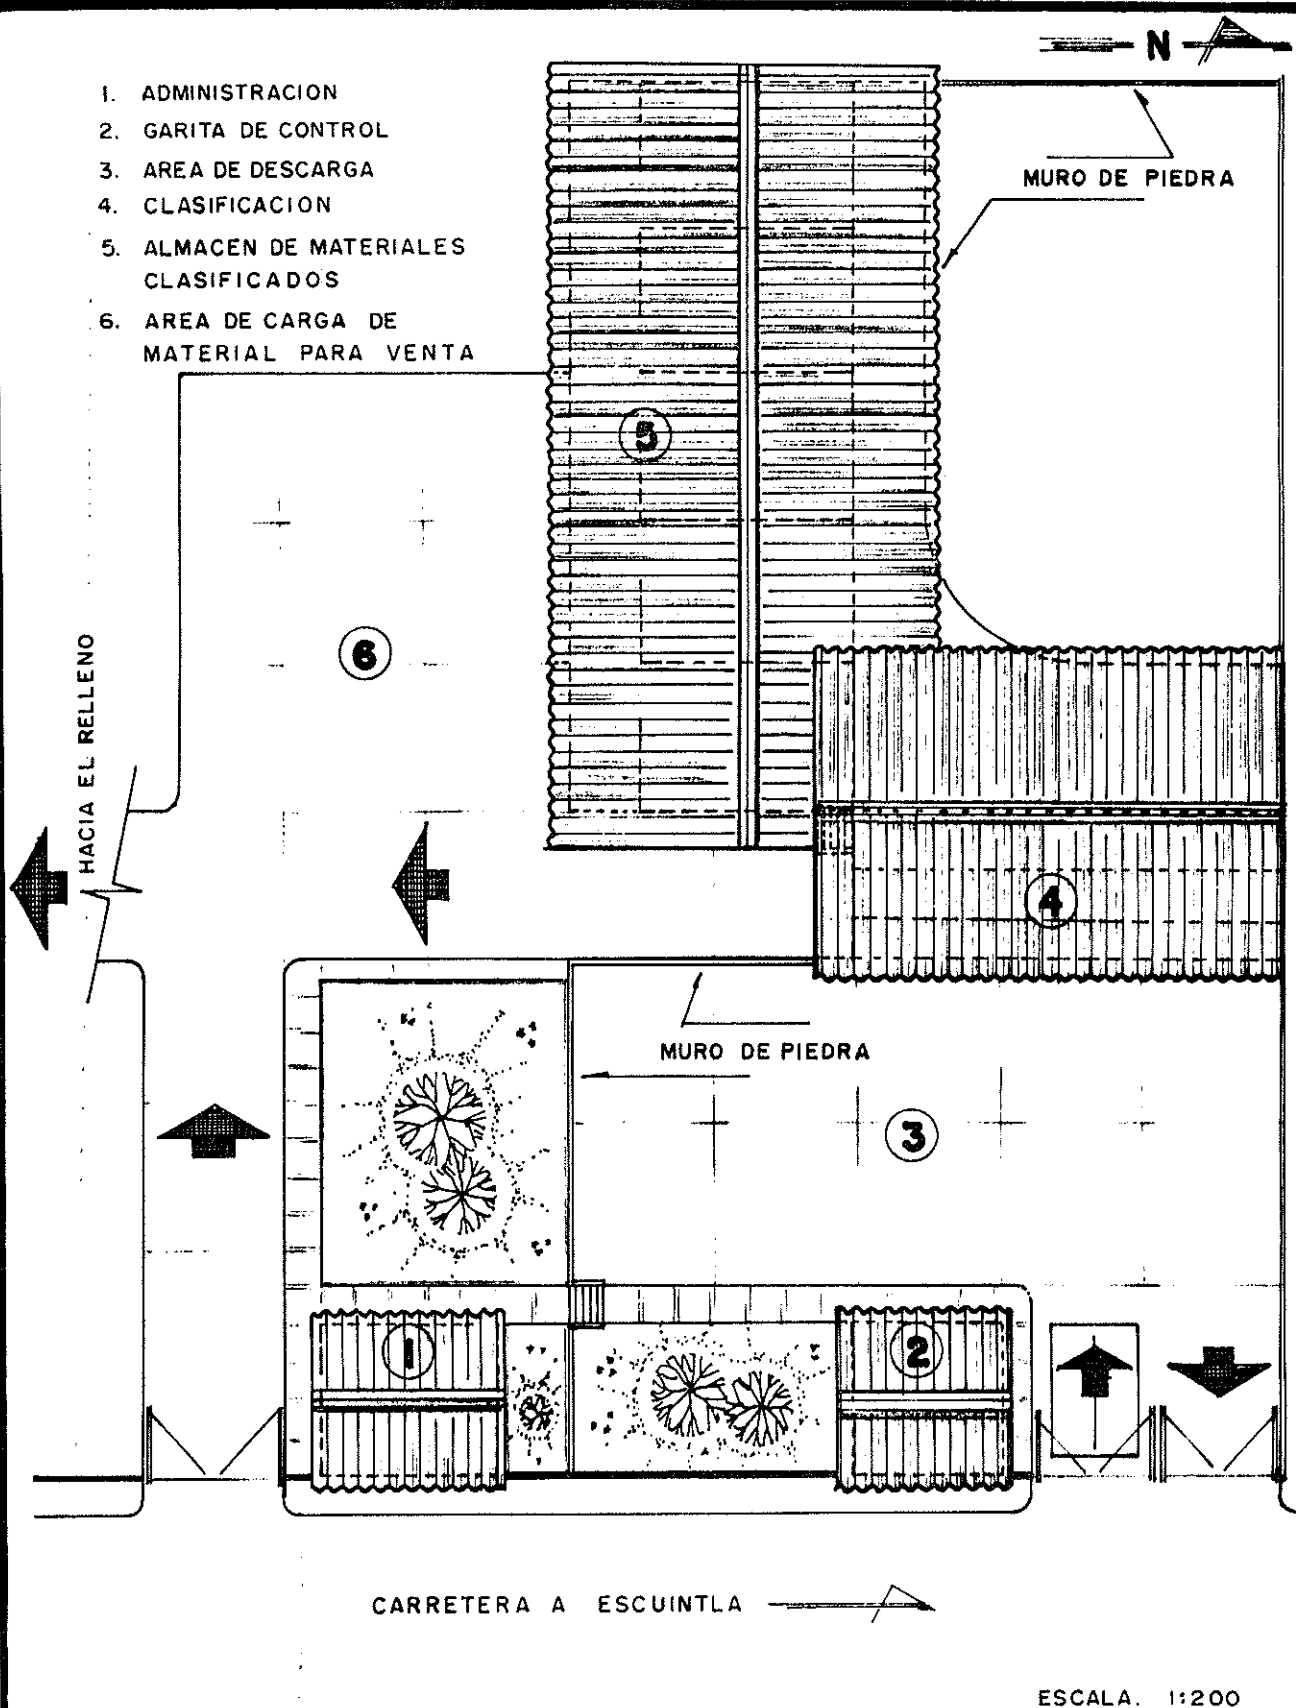 N
1. ADMINISTRACION
2. GARITA DE CONTROL
3. AREA DE DESCARGA
4. CLASIFICACION
5. ALMACEN DE MATERIALES
CLASIFICADOS
6. AREA DE CARGA DE
MATERIAL PARA VENTA
MURO DE PIEDRA
5
6
HACIA EL RELLENO
4
MURO DE PIEDRA
3
1
2
CARRETERA A ESCUINTLA
ESCALA. 1:200